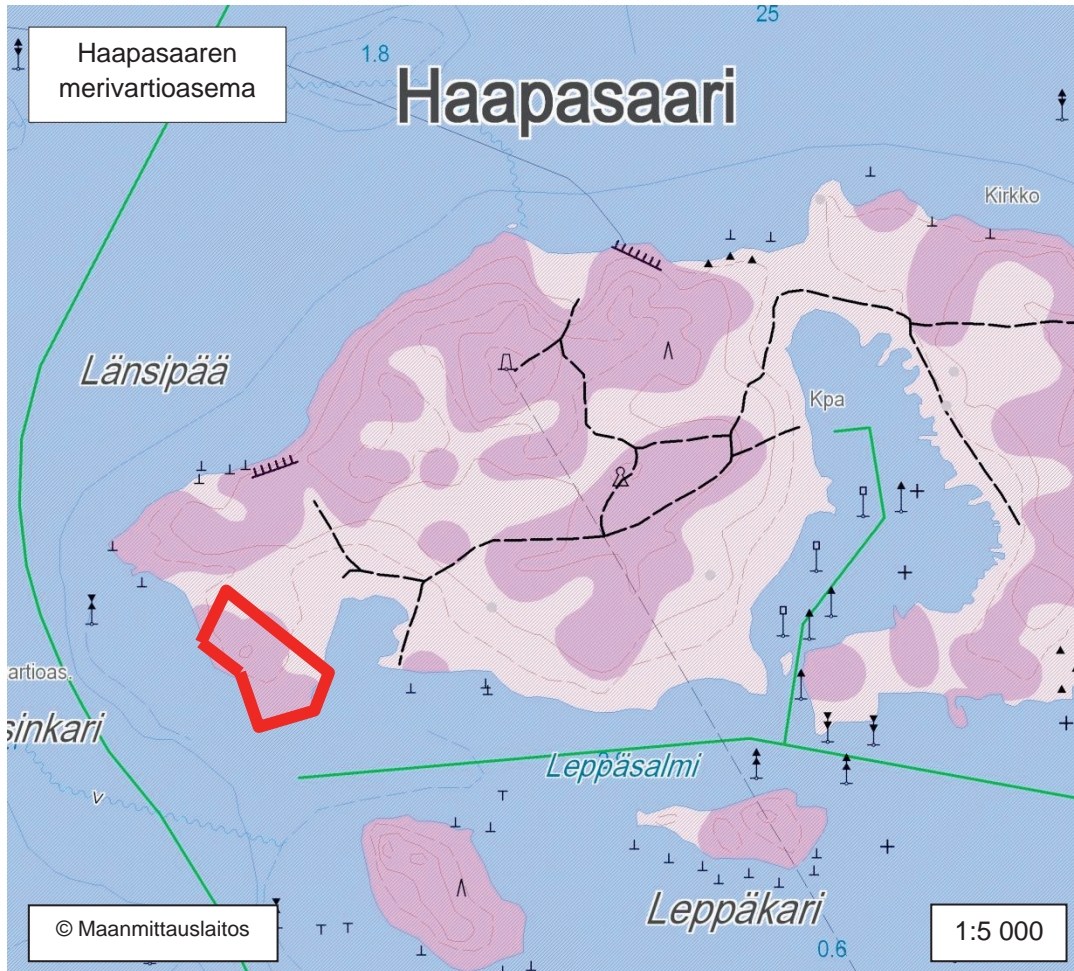 Haapasaaren
merivartioasema
25
1.8
Haapasaari
Kirkko
Länsipää
Kpa
artioas.
sinkari
v
Leppäsalmi
Leppäkari
0.6
© Maanmittauslaitos
1:5 000